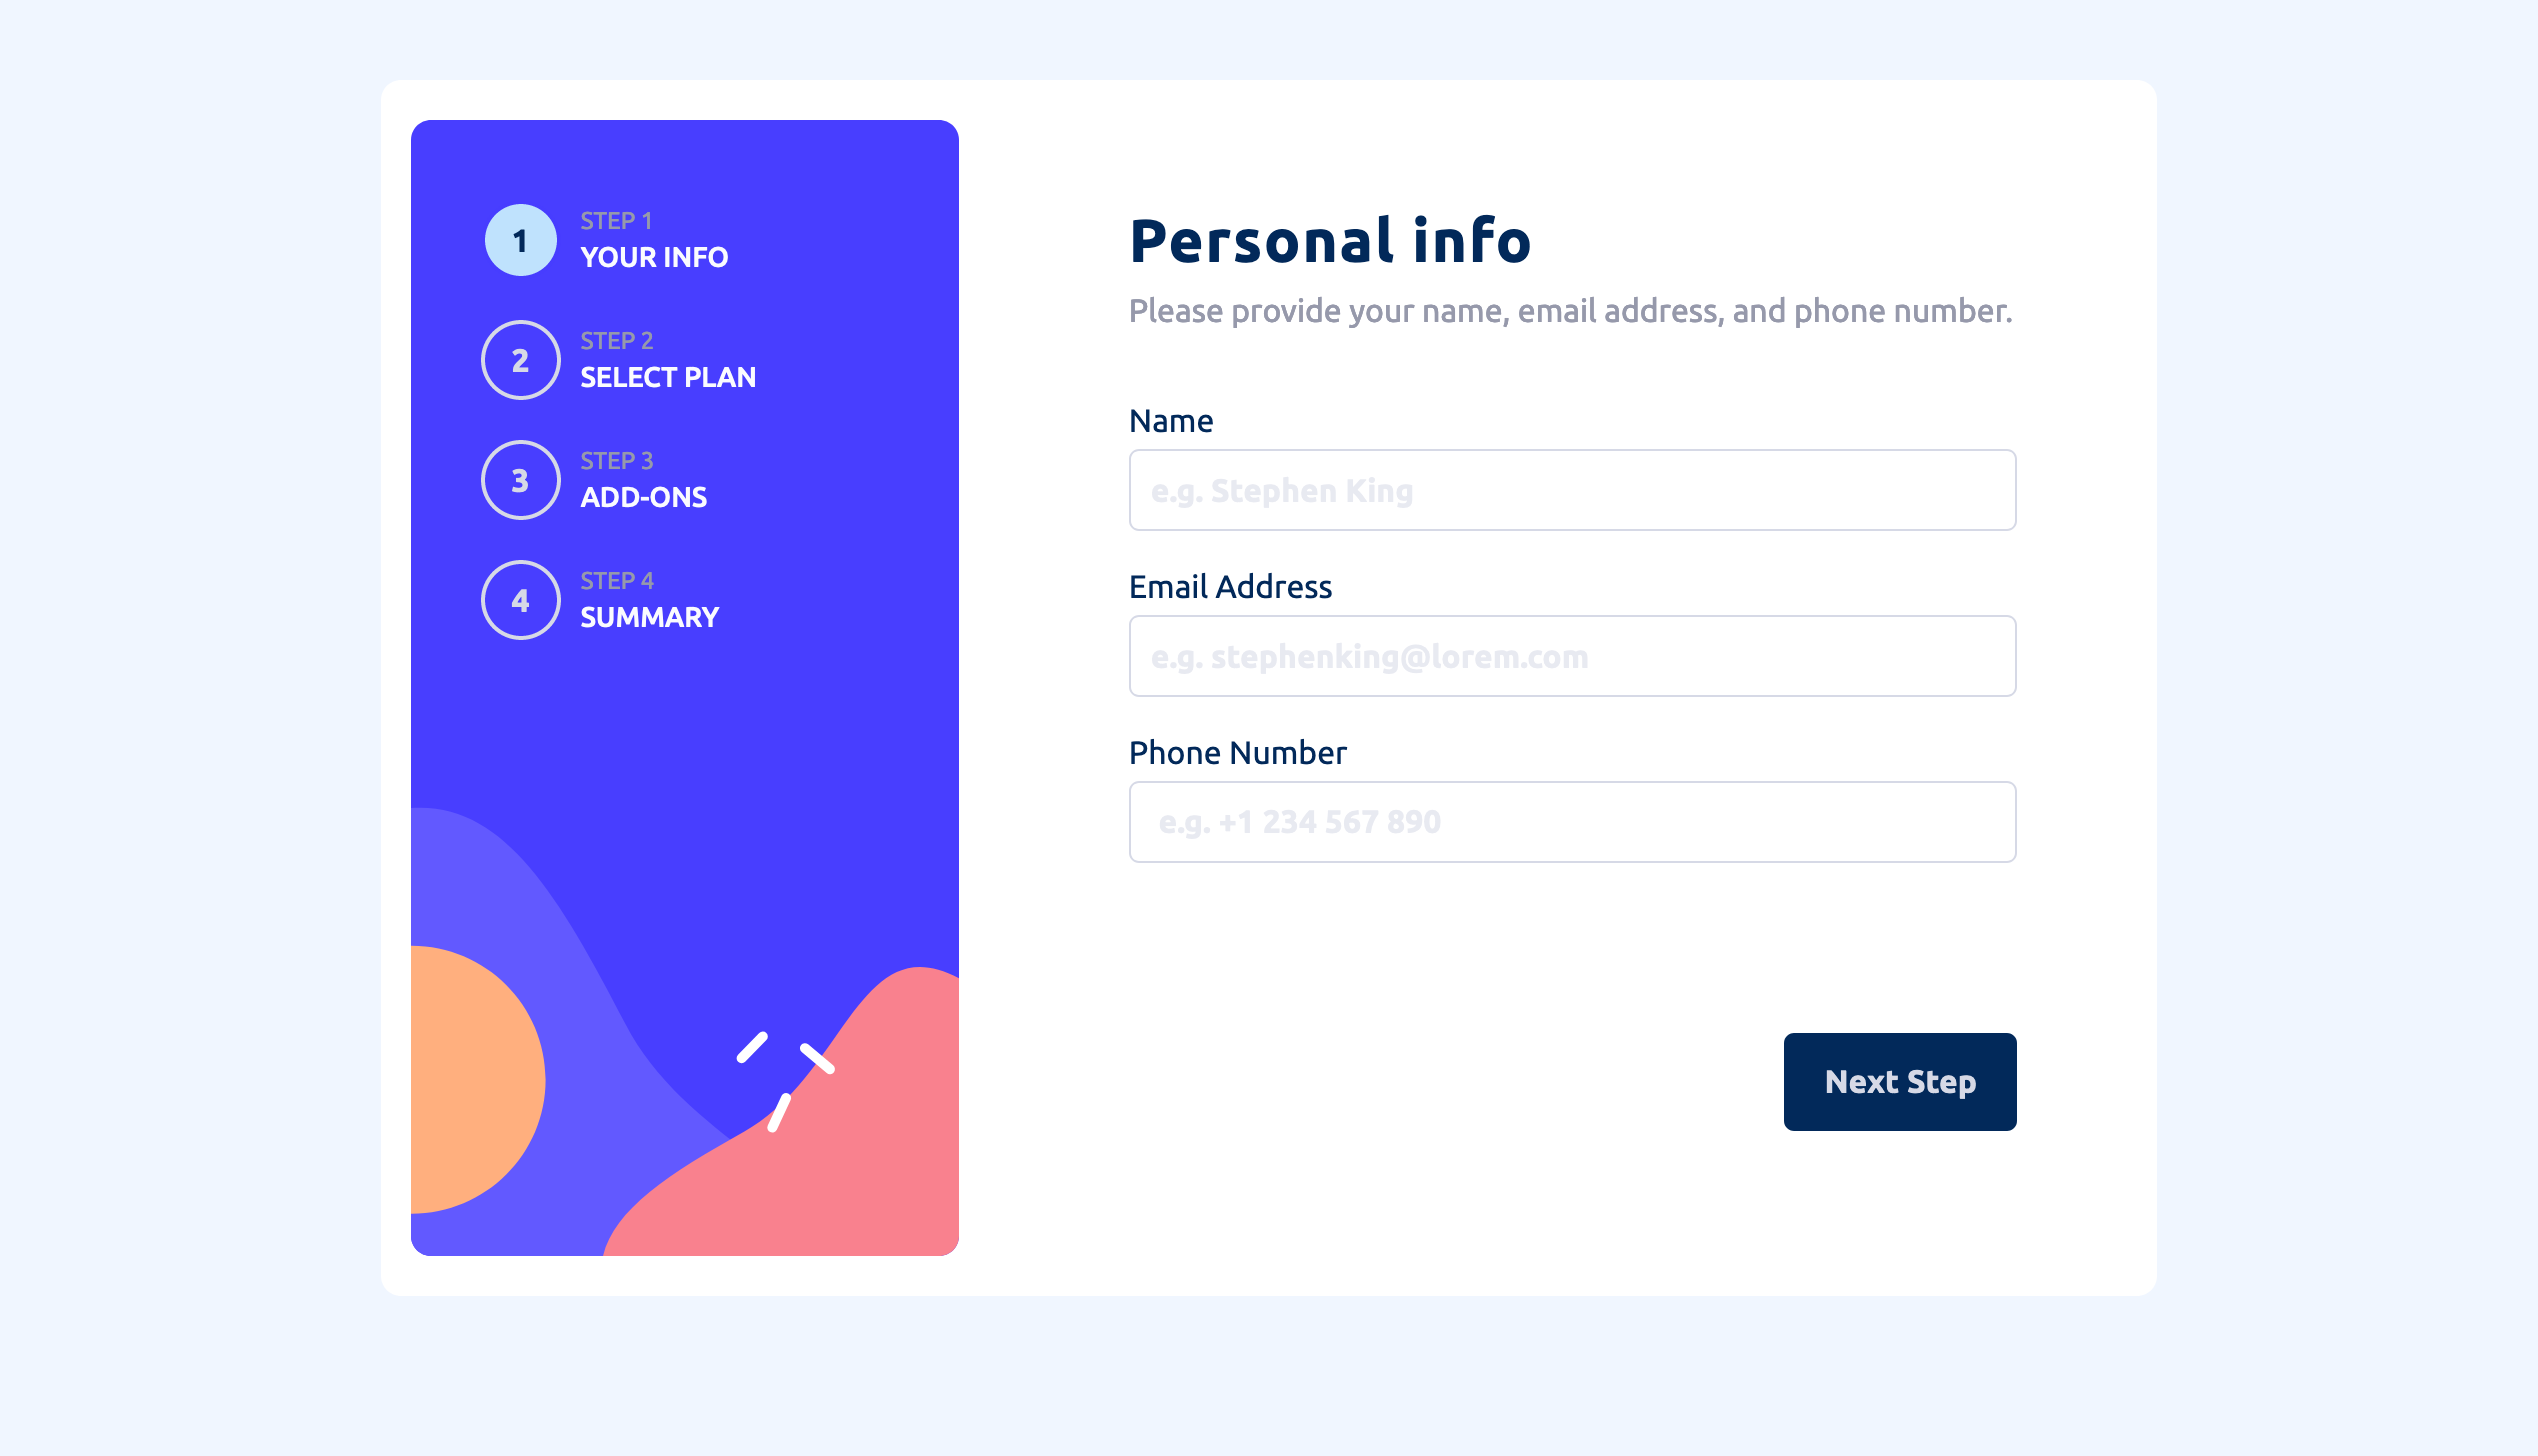 1
STEP 1
YOUR INFO
2
STEP 2
SELECT PLAN
3
STEP 3
ADD-ONS
4
STEP 4
SUMMARY
Personal info
Please provide your name, email address, and phone number.
Name
e.g. Stephen King
Email Address
e.g. stephenking@lorem.com
Phone Number
e.g. +1 234 567 890
Next Step